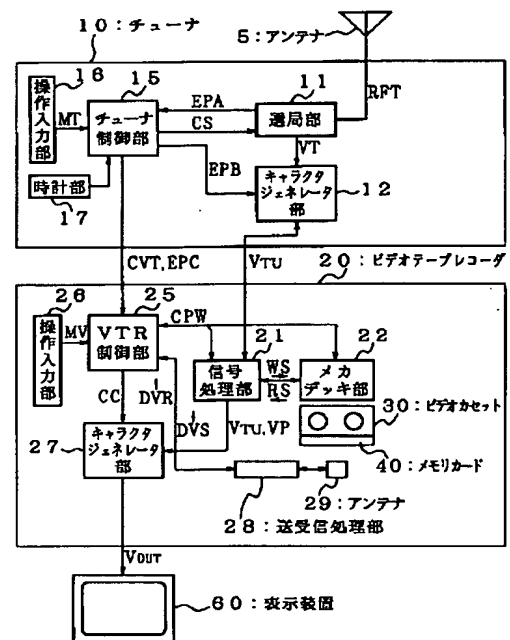 10:チューナ
5:アンテナ
16
操作入力部
MT
15
チューナ
制御部
EPA
CS
11
選局部
RFT
VT
EPB
キャラクタ
ジェネレータ
部
12
時計部
17
CVT,EPC
VTU
20:ビデオテープレコーダ
26
操作入力部
MV
25
VTR
制御部
CPW
21
信号
処理部
WS
RS
22
メカ
デッキ部
CC
DVR
DVS
VTU,VP
30:ビデオカセット
40:メモリカード
27
キャラクタ
ジェネレータ
部
29:アンテナ
28:送受信処理部
VOUT
60:表示装置